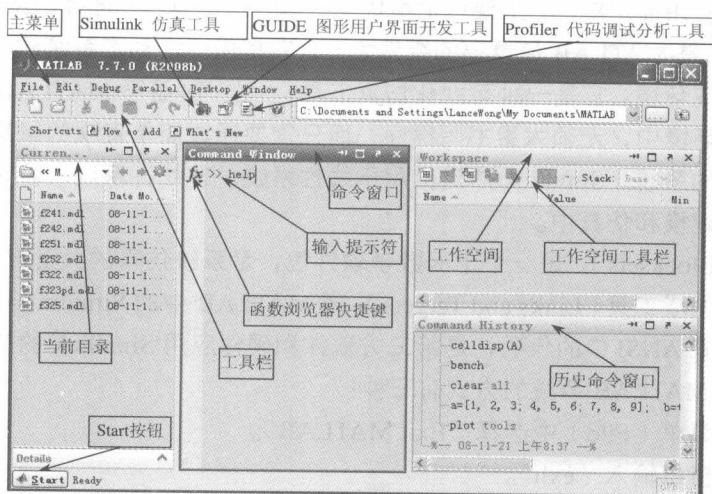 主菜单
Simulink 仿真工具
GUIDE 图形用户界面开发工具
Profiler 代码调试分析工具
MATLAB 7.7.0 (R2008b)
File Edit Debug Parallel Desktop Window Help
C:\Documents and Settings\LanceWong\My Documents\MATLAB
Shortcuts How to Add What's New
Curren...
« M...
Name Date Mo...
f241.mdl 08-11-1...
f242.mdl 08-11-1...
f251.mdl 08-11-1...
f252.mdl 08-11-1...
f322.mdl 08-11-1...
f323pd.mdl 08-11-1...
f325.mdl 08-11-1...
当前目录
Start按钮
Details
Start Ready
Command Window
fx >> help
命令窗口
输入提示符
函数浏览器快捷键
工具栏
Workspace
Stack: Base
Name Value Min
工作空间
工作空间工具栏
Command History
celldisp(A)
bench
clear all
a=[1, 2, 3; 4, 5, 6; 7, 8, 9]; b=
plot tools
%-- 08-11-21 上午8:37 --%
历史命令窗口
OVR